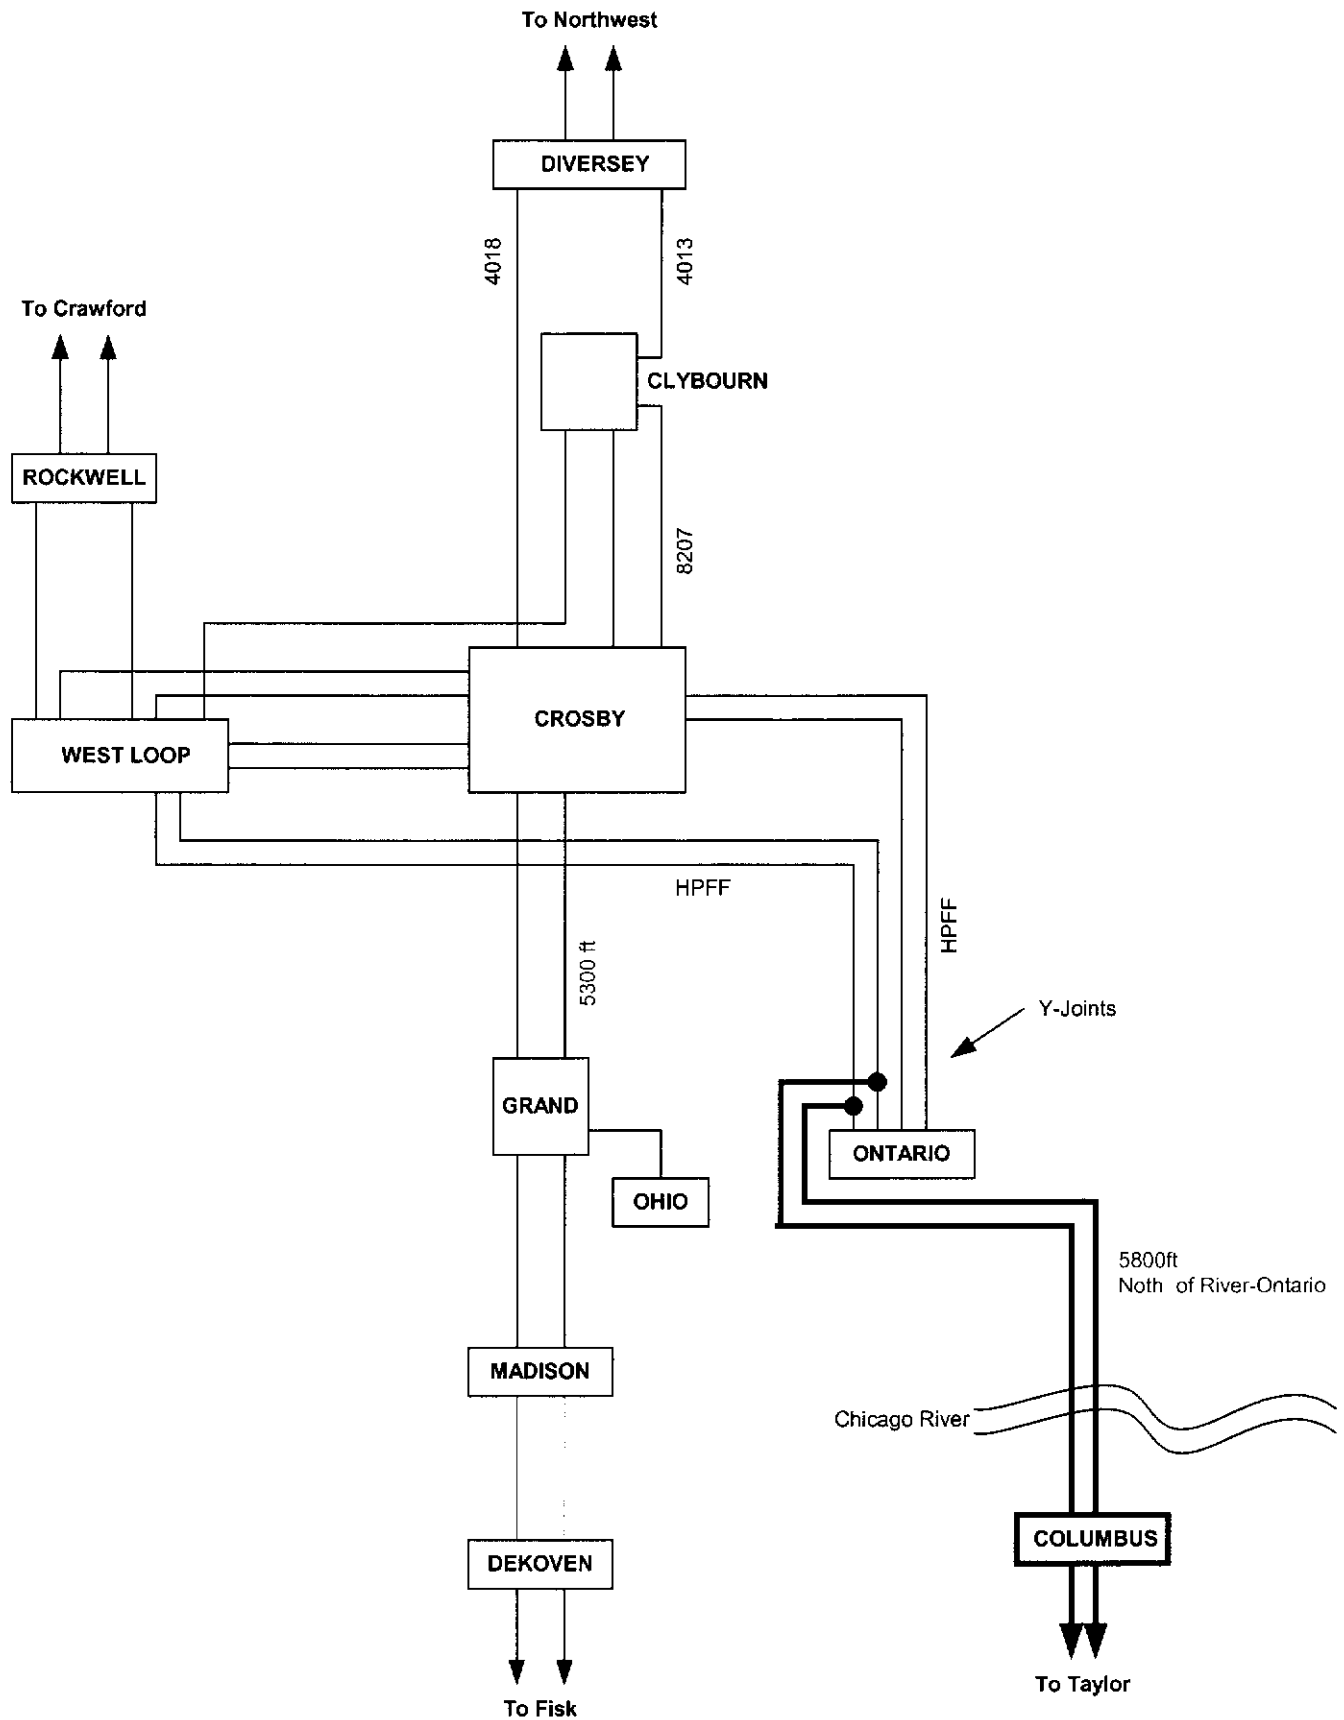 To Northwest
DIVERSEY
4018
4013
To Crawford
CLYBOURN
ROCKWELL
8207
CROSBY
WEST LOOP
HPFF
HPFF
5300 ft
Y-Joints
GRAND
ONTARIO
OHIO
5800ft
Noth of River-Ontario
MADISON
Chicago River
COLUMBUS
DEKOVEN
To Taylor
To Fisk